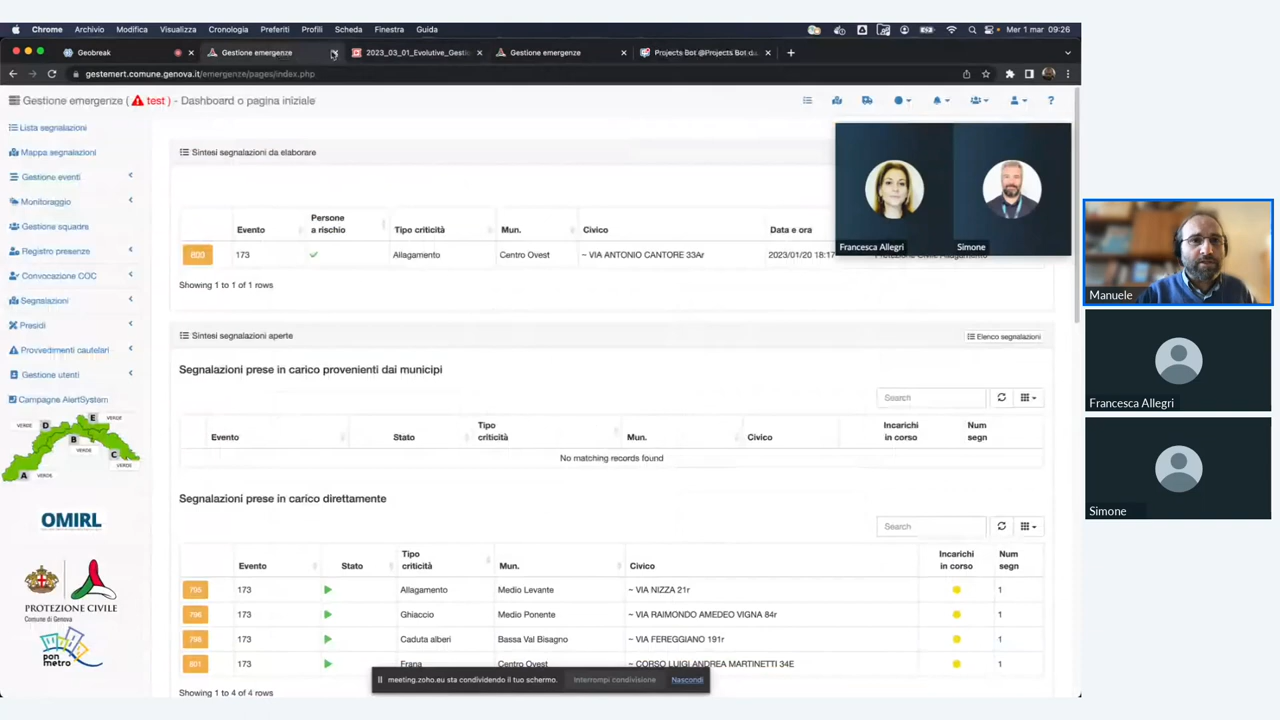 Chrome Archivio Modifica Visualizza Cronologia Preferiti Profili Scheda Finestra Guida Mer 1 mar 09:26
Geobreak Gestione emergenze 2023_03_01_Evolutive_Gesti Gestione emergenze Projects Bot @Projects Bot da
gestemert.comune.genova.it/emergenze/pages/index.php
Gestione emergenze ( test ) - Dashboard o pagina iniziale
Lista segnalazioni
Mappa segnalazioni
Gestione eventi
Monitoraggio
Gestione squadre
Registro presenze
Convocazione COC
Segnalazioni
Presidi
Provvedimenti cautelari
Gestione utenti
Campagne AlertSystem
VERDE D E VERDE
B
VERDE C
A VERDE VERDE
OMIRL
PROTEZIONE CIVILE
Comune di Genova
pon
metro
Sintesi segnalazioni da elaborare
Evento Persone a rischio Tipo criticità Mun. Civico Data e ora
800 173 Allagamento Centro Ovest ~ VIA ANTONIO CANTORE 33Ar 2023/01/20 18:17
Showing 1 to 1 of 1 rows
Sintesi segnalazioni aperte Elenco segnalazioni
Segnalazioni prese in carico provenienti dai municipi
Search
Evento Stato Tipo criticità Mun. Civico Incarichi in corso Num segn
No matching records found
Segnalazioni prese in carico direttamente
Search
Evento Stato Tipo criticità Mun. Civico Incarichi in corso Num segn
795 173 Allagamento Medio Levante ~ VIA NIZZA 21r 1
796 173 Ghiaccio Medio Ponente ~ VIA RAIMONDO AMEDEO VIGNA 84r 1
798 173 Caduta alberi Bassa Val Bisagno ~ VIA FEREGGIANO 191r 1
801 173 Frana Centro Ovest ~ CORSO LUIGI ANDREA MARTINETTI 34E 1
Showing 1 to 4 of 4 rows
meeting.zoho.eu sta condividendo il tuo schermo. Interrompi condivisione Nascondi
Francesca Allegri Simone
Manuele
Francesca Allegri
Simone